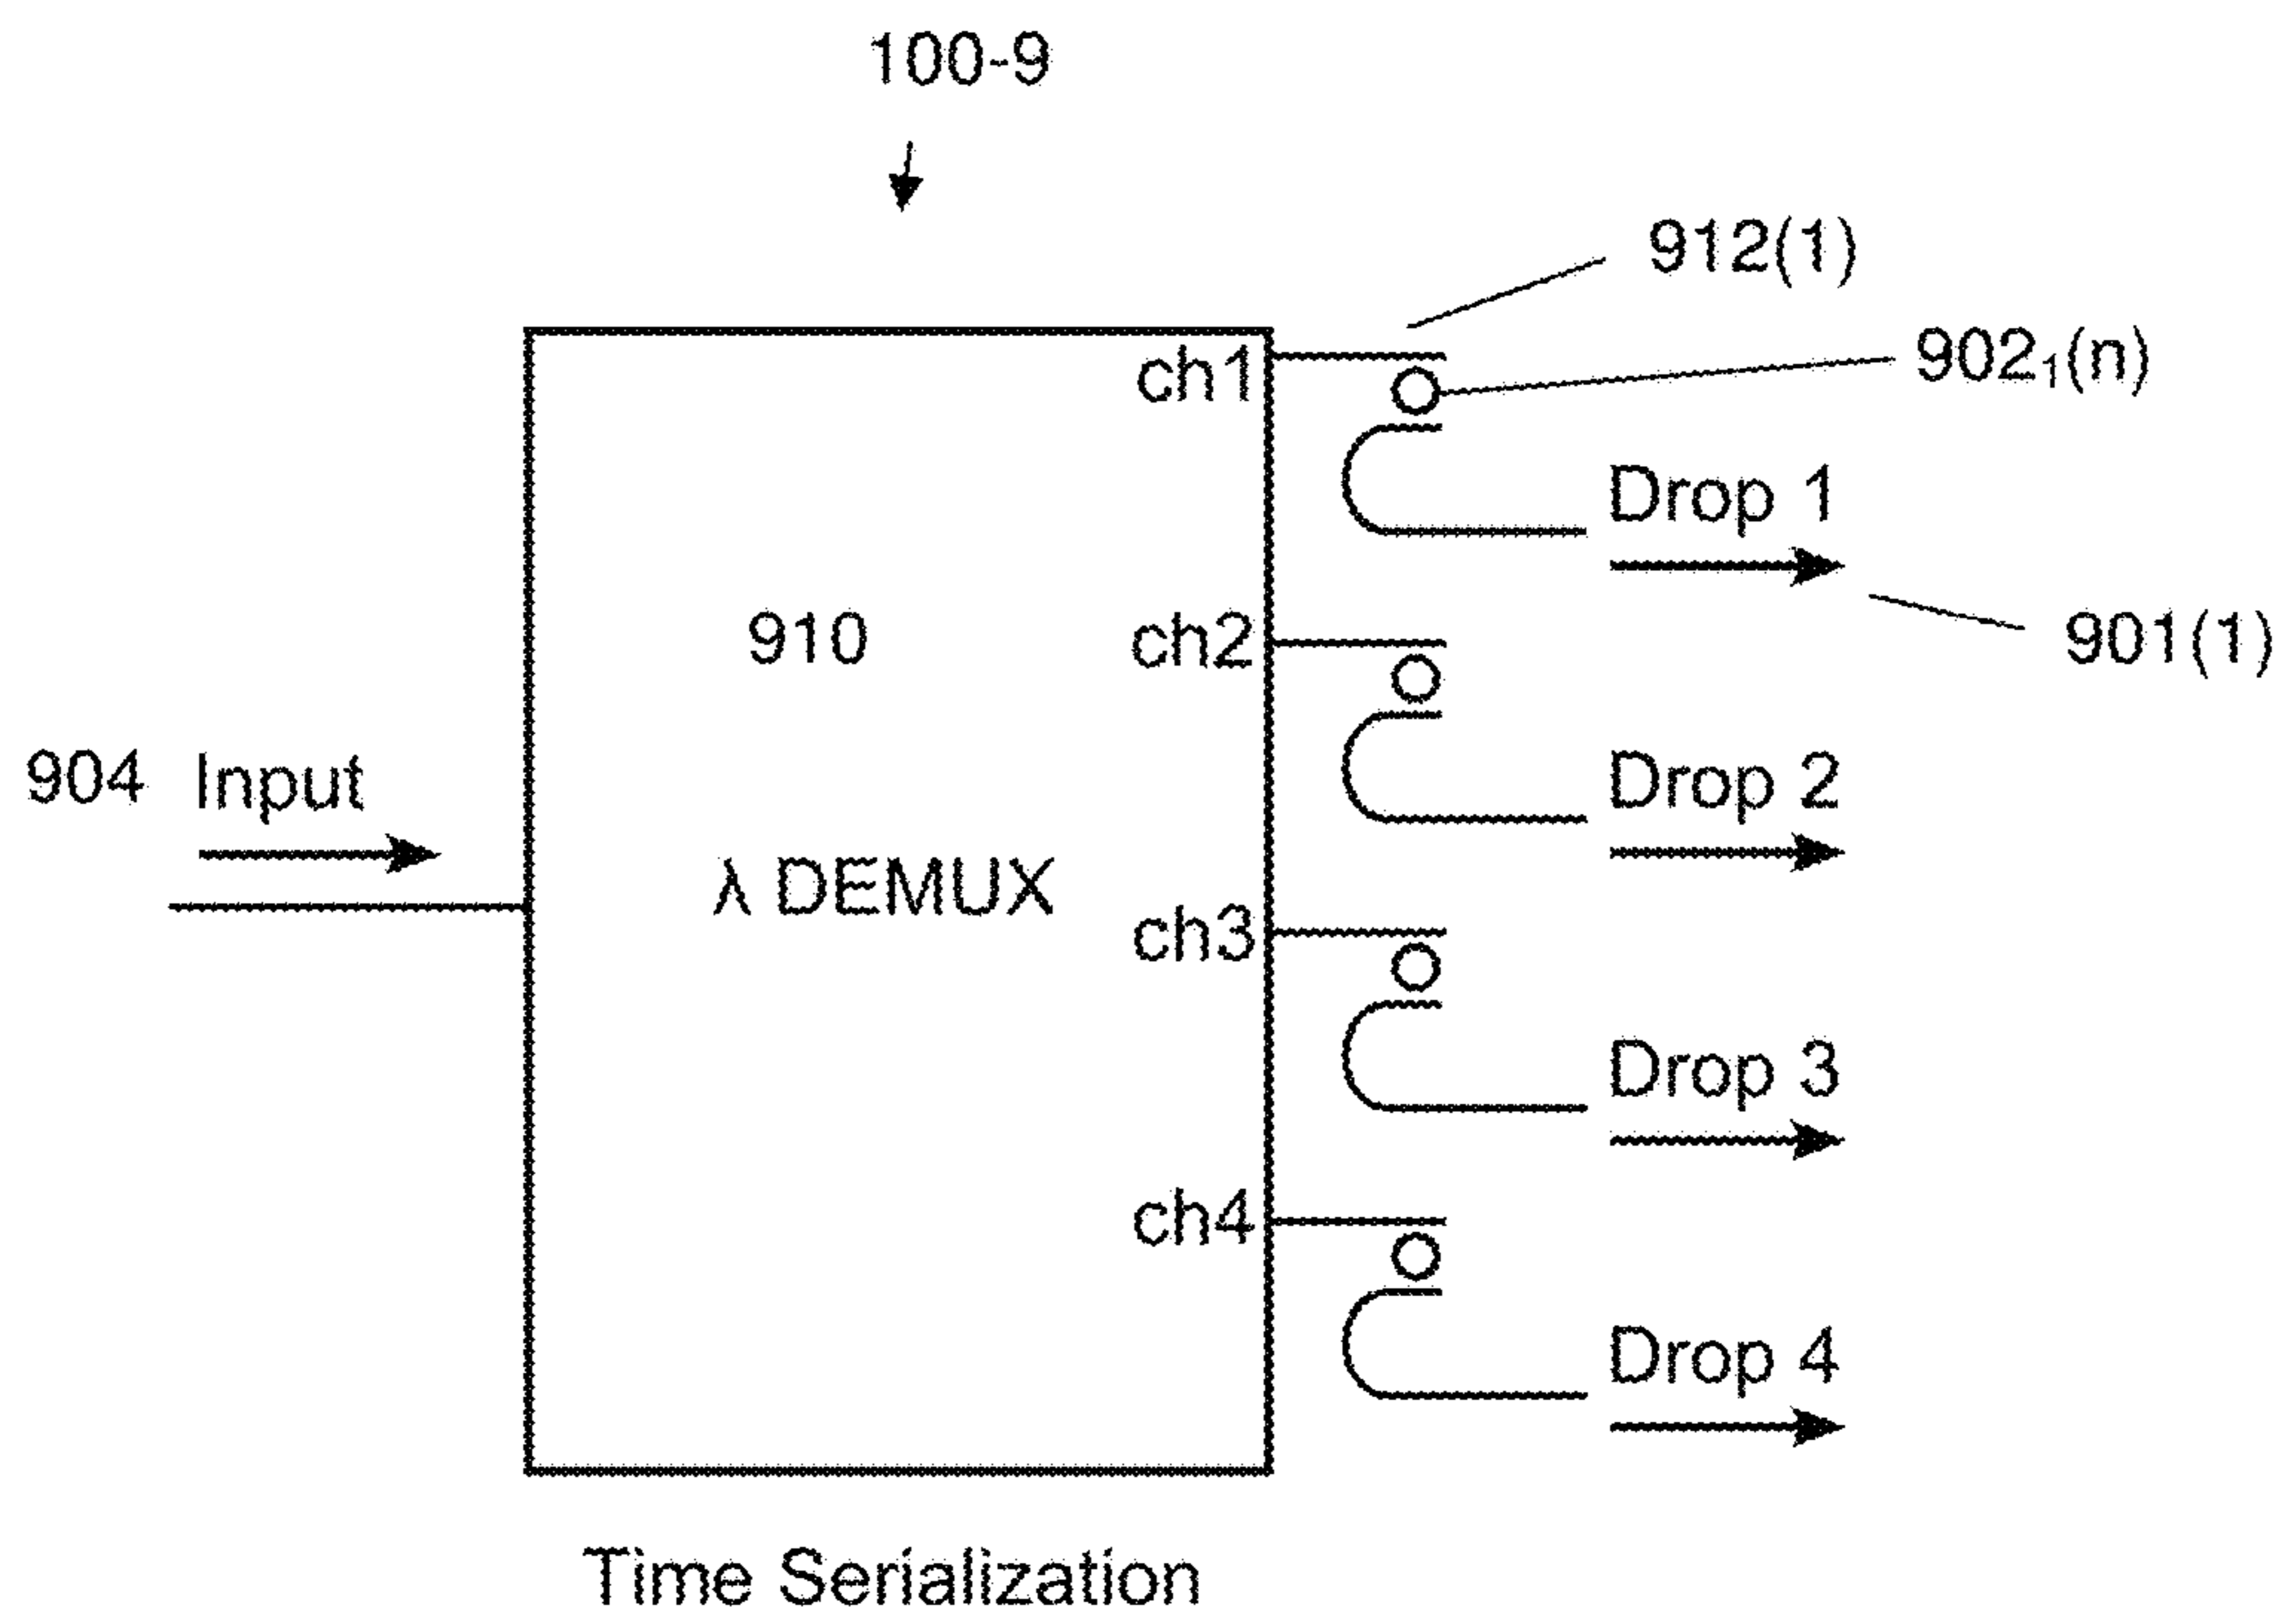 100-9
912(1)
902₁(n)
ch1
Drop 1
901(1)
910
ch2
904 Input
Drop 2
λ DEMUX
ch3
Drop 3
ch4
Drop 4
Time Serialization